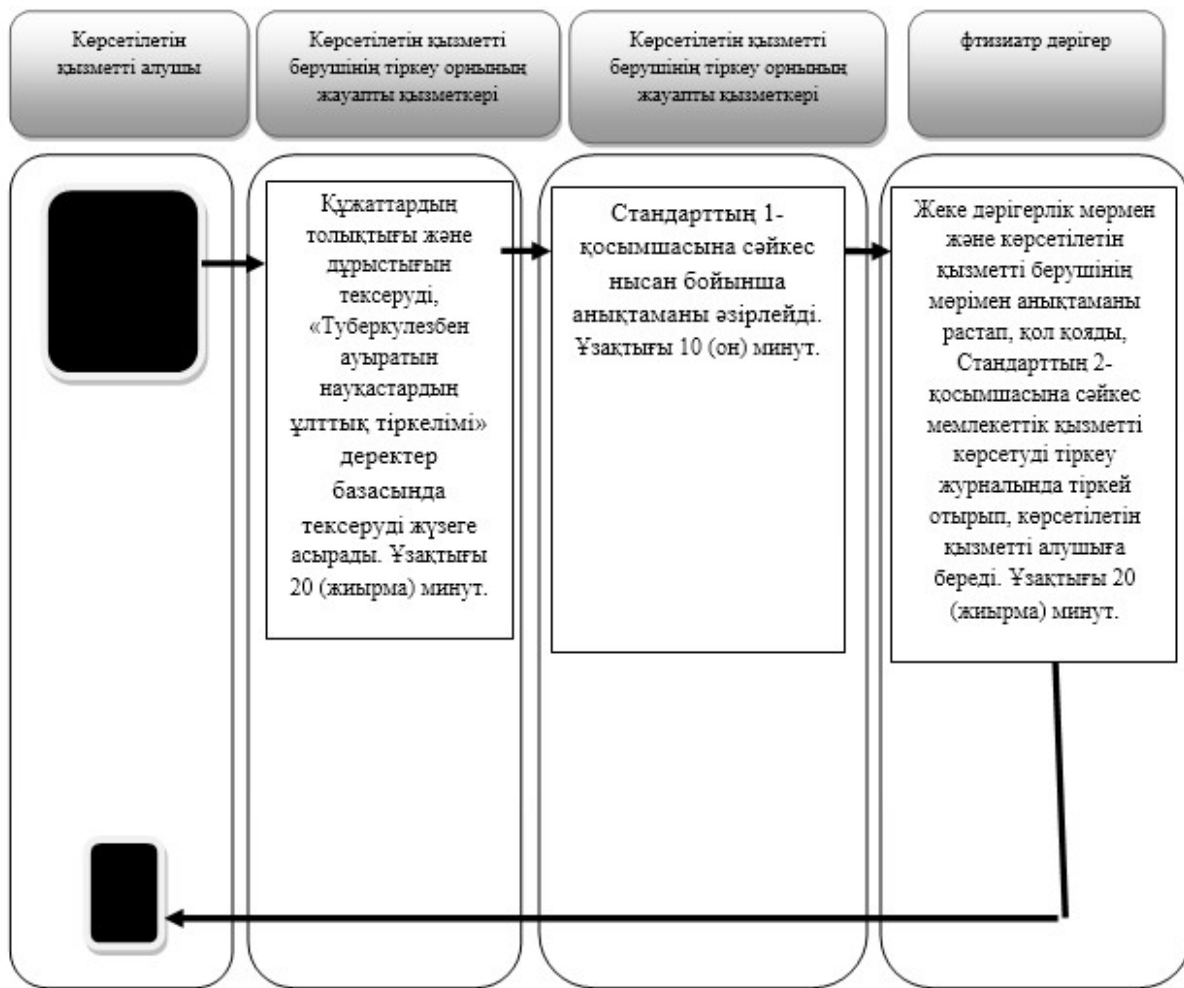 Көрсетілетін
қызметті алушы
Көрсетілетін қызметті
берушінің тіркеу орнының
жауапты қызметкері
Көрсетілетін қызметті
берушінің тіркеу орнының
жауапты қызметкері
фтизиатр дәрігер
Құжаттардың
толықтығы және
дұрыстығын
тексеруді,
«Туберкулезбен
ауыратын
науқастардың
ұлттық тіркелімі»
деректер
базасында
тексеруді жүзеге
асырады. Ұзақтығы
20 (жиырма) минут.
Стандарттың 1-
қосымшасына сәйкес
нысан бойынша
анықтаманы әзірлейді.
Ұзақтығы 10 (он) минут.
Жеке дәрігерлік мөрмен
және көрсетілетін
қызметті берушінің
мөрімен анықтаманы
растап, қол қояды,
Стандарттың 2-
қосымшасына сәйкес
мемлекеттік қызметті
көрсетуді тіркеу
журналында тіркей
отырып, көрсетілетін
қызметті алушыға
береді. Ұзақтығы 20
(жиырма) минут.